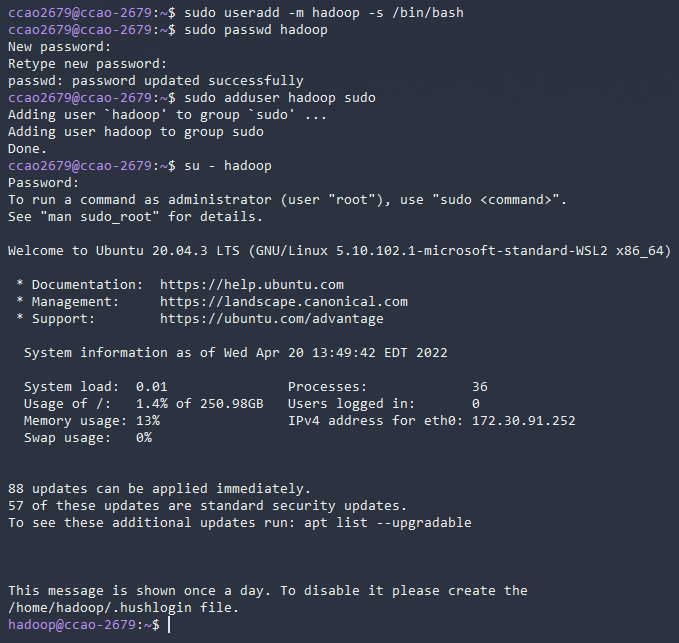 ccao2679@ccao-2679:~$ sudo useradd -m hadoop -s /bin/bash
ccao2679@ccao-2679:~$ sudo passwd hadoop
New password:
Retype new password:
passwd: password updated successfully
ccao2679@ccao-2679:~$ sudo adduser hadoop sudo
Adding user `hadoop' to group `sudo' ...
Adding user hadoop to group sudo
Done.
ccao2679@ccao-2679:~$ su - hadoop
Password:
To run a command as administrator (user "root"), use "sudo <command>".
See "man sudo_root" for details.

Welcome to Ubuntu 20.04.3 LTS (GNU/Linux 5.10.102.1-microsoft-standard-WSL2 x86_64)

 * Documentation:  https://help.ubuntu.com
 * Management:     https://landscape.canonical.com
 * Support:        https://ubuntu.com/advantage

  System information as of Wed Apr 20 13:49:42 EDT 2022

  System load:  0.01               Processes:             36
  Usage of /:   1.4% of 250.98GB   Users logged in:       0
  Memory usage: 13%                IPv4 address for eth0: 172.30.91.252
  Swap usage:   0%

88 updates can be applied immediately.
57 of these updates are standard security updates.
To see these additional updates run: apt list --upgradable

This message is shown once a day. To disable it please create the
/home/hadoop/.hushlogin file.
hadoop@ccao-2679:~$